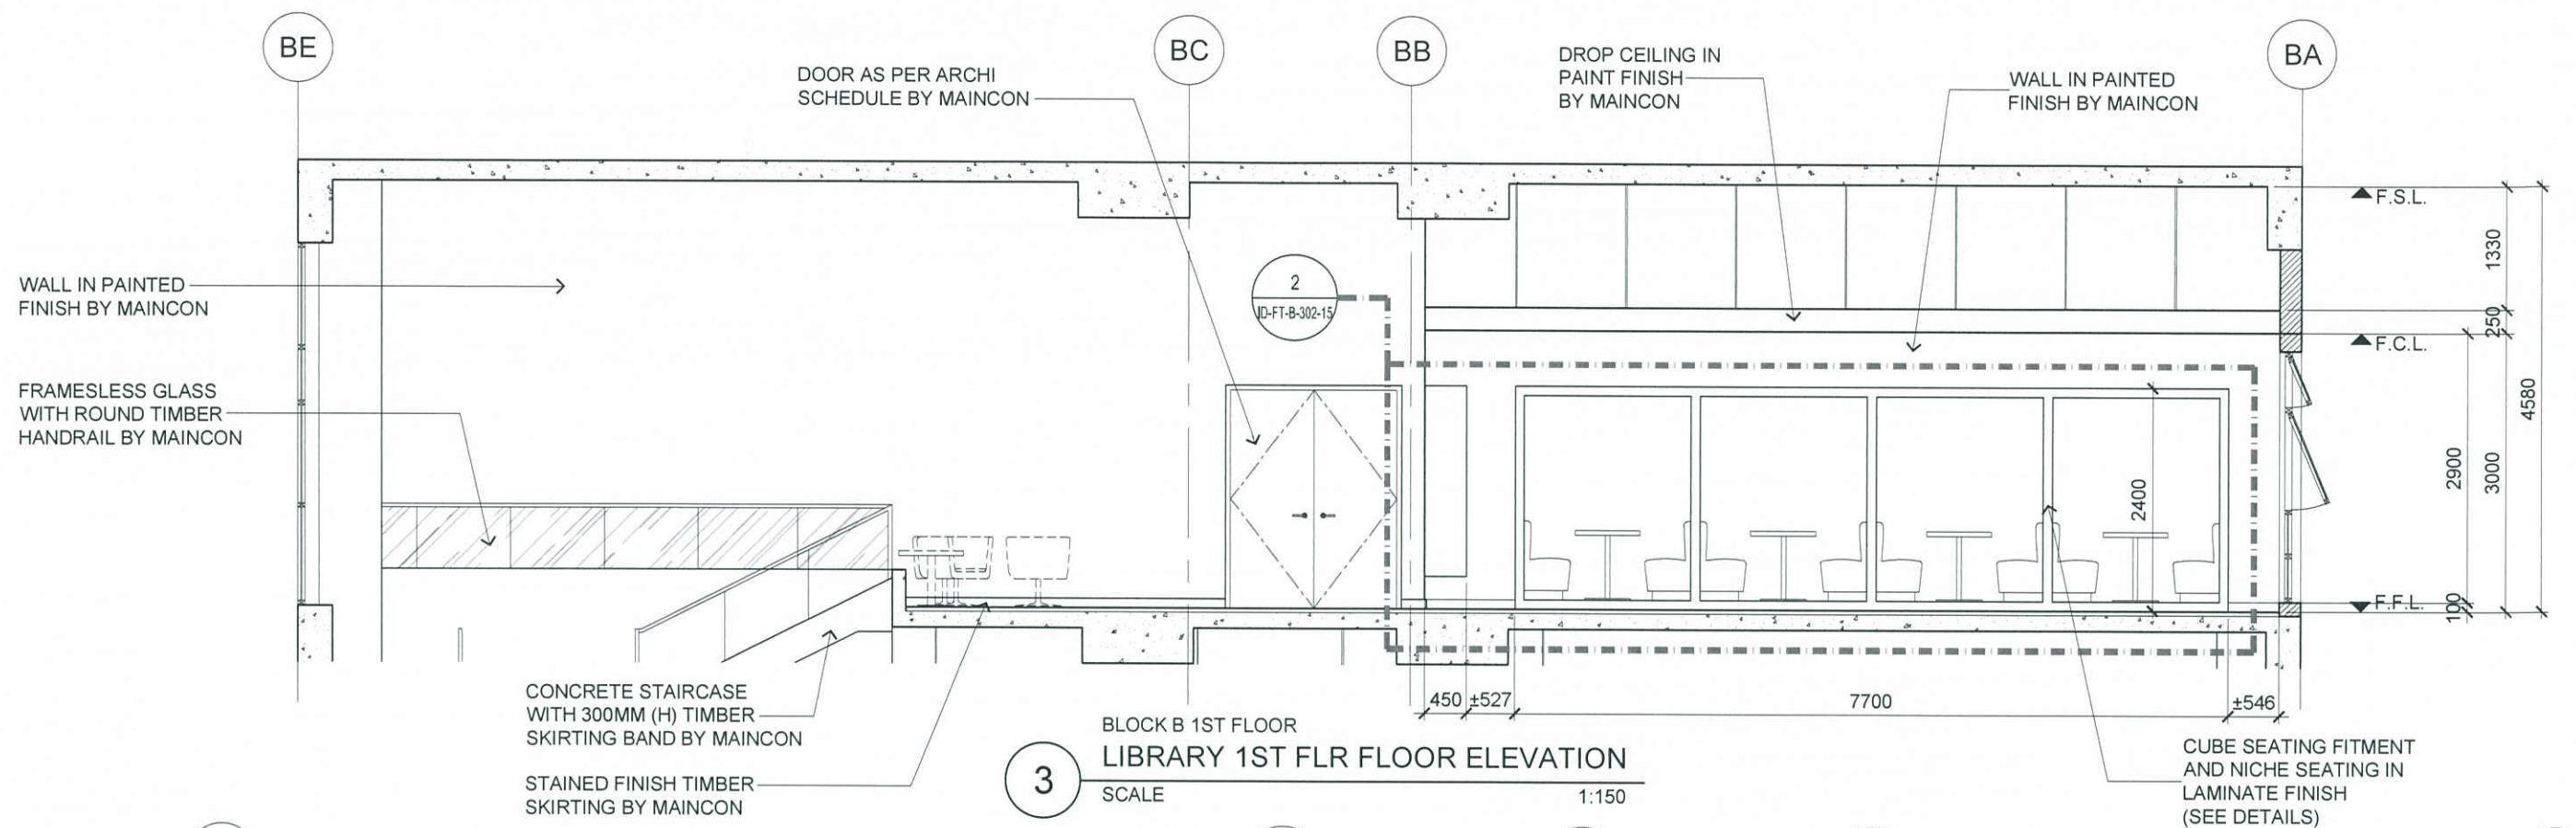 BE
BC
BB
BA
DOOR AS PER ARCHI
SCHEDULE BY MAINCON
DROP CEILING IN
PAINT FINISH
BY MAINCON
WALL IN PAINTED
FINISH BY MAINCON
F.S.L.
1330
WALL IN PAINTED
FINISH BY MAINCON
2
ID-FT-B-302-15
250
F.C.L.
4580
FRAMESLESS GLASS
WITH ROUND TIMBER
HANDRAIL BY MAINCON
2900
3000
2400
F.F.L.
100
450
±527
7700
±546
CONCRETE STAIRCASE
WITH 300MM (H) TIMBER
SKIRTING BAND BY MAINCON
STAINED FINISH TIMBER
SKIRTING BY MAINCON
BLOCK B 1ST FLOOR
3
LIBRARY 1ST FLR FLOOR ELEVATION
SCALE
1:150
CUBE SEATING FITMENT
AND NICHE SEATING IN
LAMINATE FINISH
(SEE DETAILS)